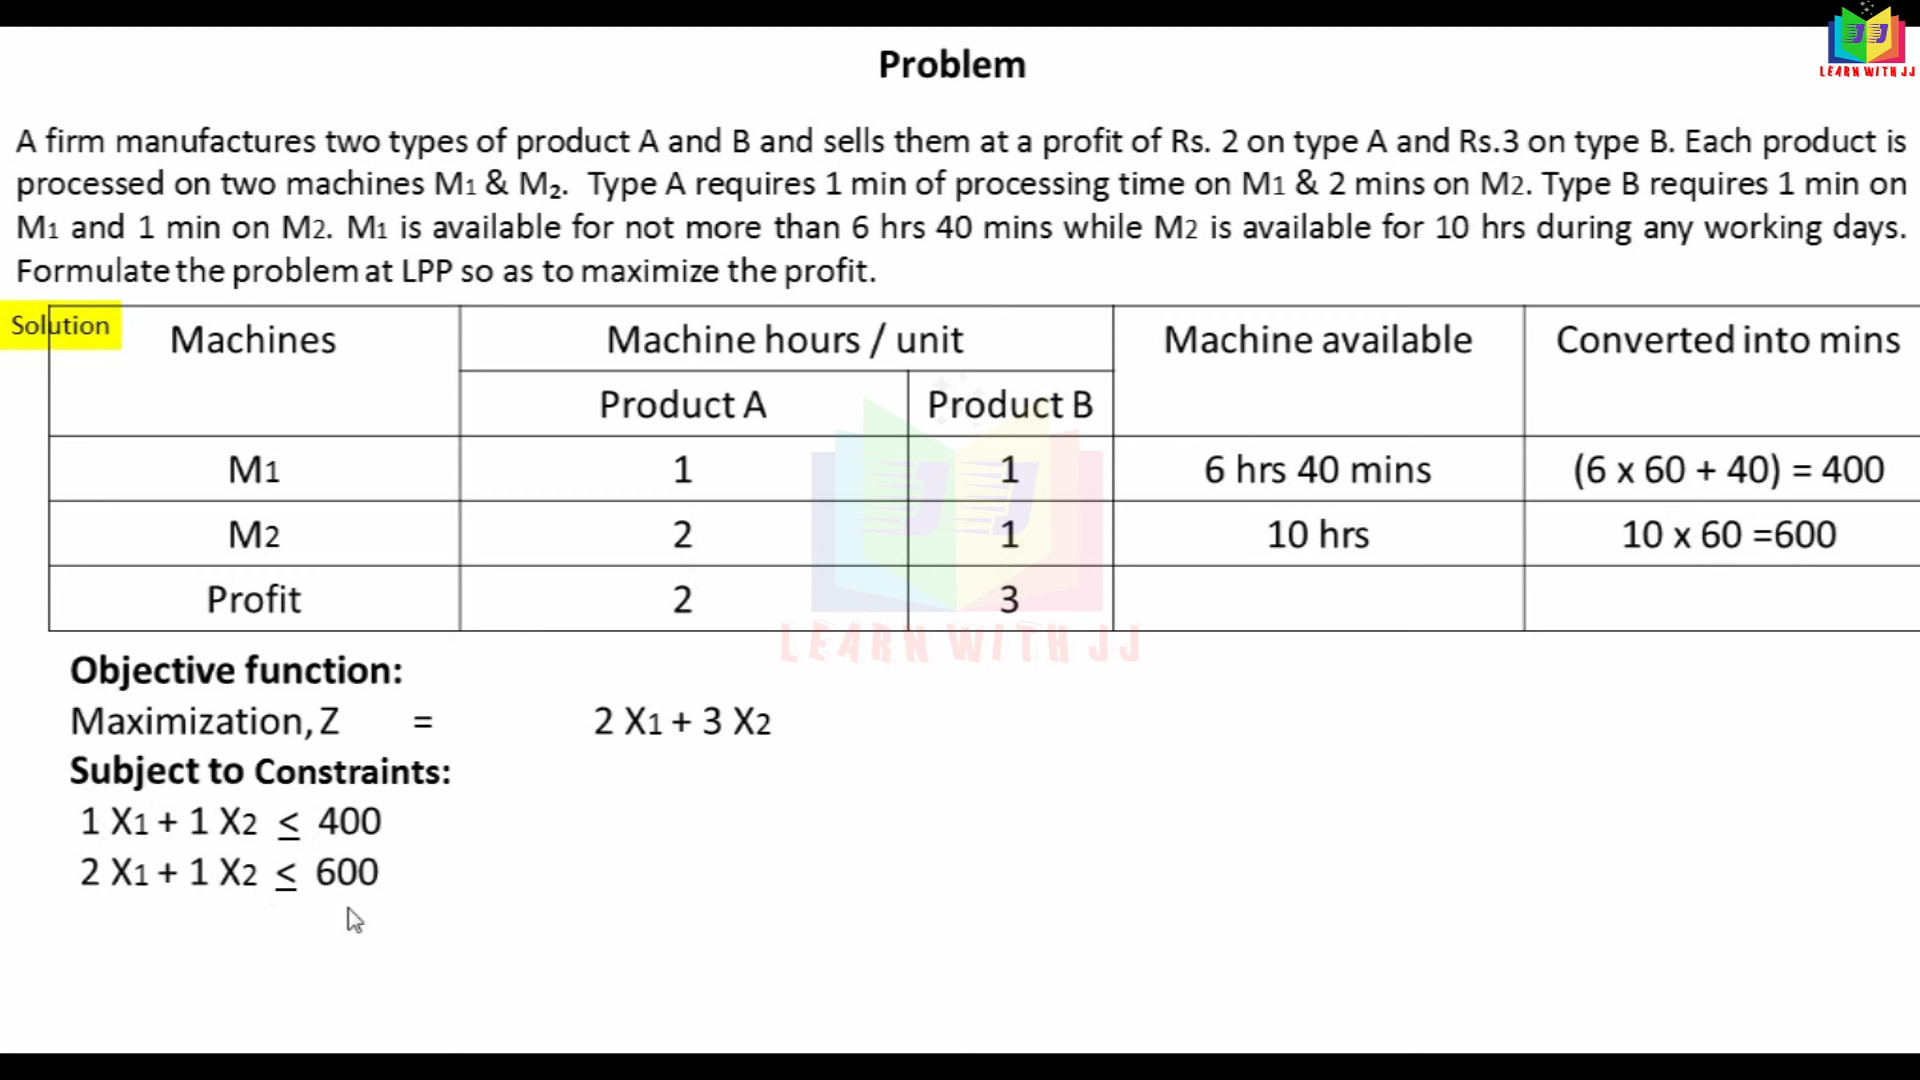 LEARN WITH JJ
Problem
A firm manufactures two types of product A and B and sells them at a profit of Rs. 2 on type A and Rs.3 on type B. Each product is
processed on two machines M1 & M2. Type A requires 1 min of processing time on M1 & 2 mins on M2. Type B requires 1 min on
M1 and 1 min on M2. M1 is available for not more than 6 hrs 40 mins while M2 is available for 10 hrs during any working days.
Formulate the problem at LPP so as to maximize the profit.
Solution
Machines Machine hours / unit Machine available Converted into mins
Product A Product B
M1 1 1 6 hrs 40 mins (6 x 60 + 40) = 400
M2 2 1 10 hrs 10 x 60 =600
Profit 2 3
LEARN WITH JJ
Objective function:
Maximization, Z = 2 X1 + 3 X2
Subject to Constraints:
1 X1 + 1 X2 ≤ 400
2 X1 + 1 X2 ≤ 600